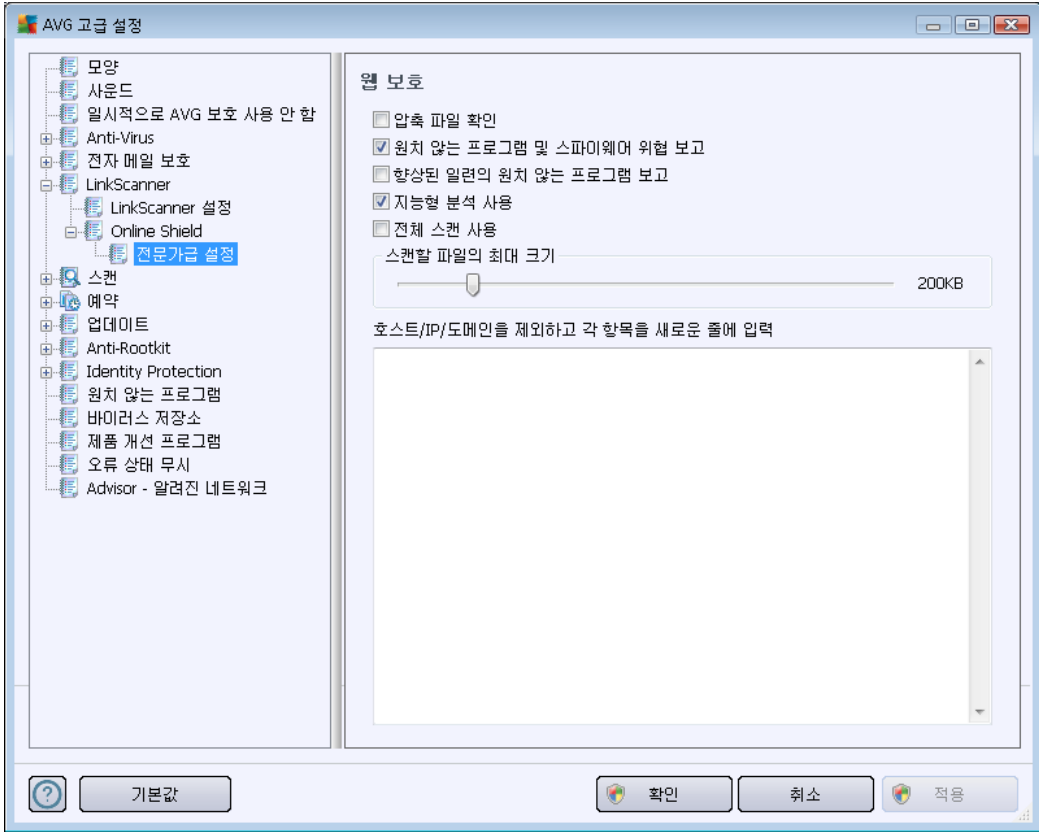 AVG 고급 설정
모양
사운드
일시적으로 AVG 보호 사용 안 함
Anti-Virus
전자 메일 보호
LinkScanner
LinkScanner 설정
Online Shield
전문가급 설정
스캔
예약
업데이트
Anti-Rootkit
Identity Protection
원치 않는 프로그램
바이러스 저장소
제품 개선 프로그램
오류 상태 무시
Advisor - 알려진 네트워크
웹 보호
압축 파일 확인
원치 않는 프로그램 및 스파이웨어 위협 보고
향상된 일련의 원치 않는 프로그램 보고
지능형 분석 사용
전체 스캔 사용
스캔할 파일의 최대 크기
200KB
호스트/IP/도메인을 제외하고 각 항목을 새로운 줄에 입력
기본값
확인
취소
적용